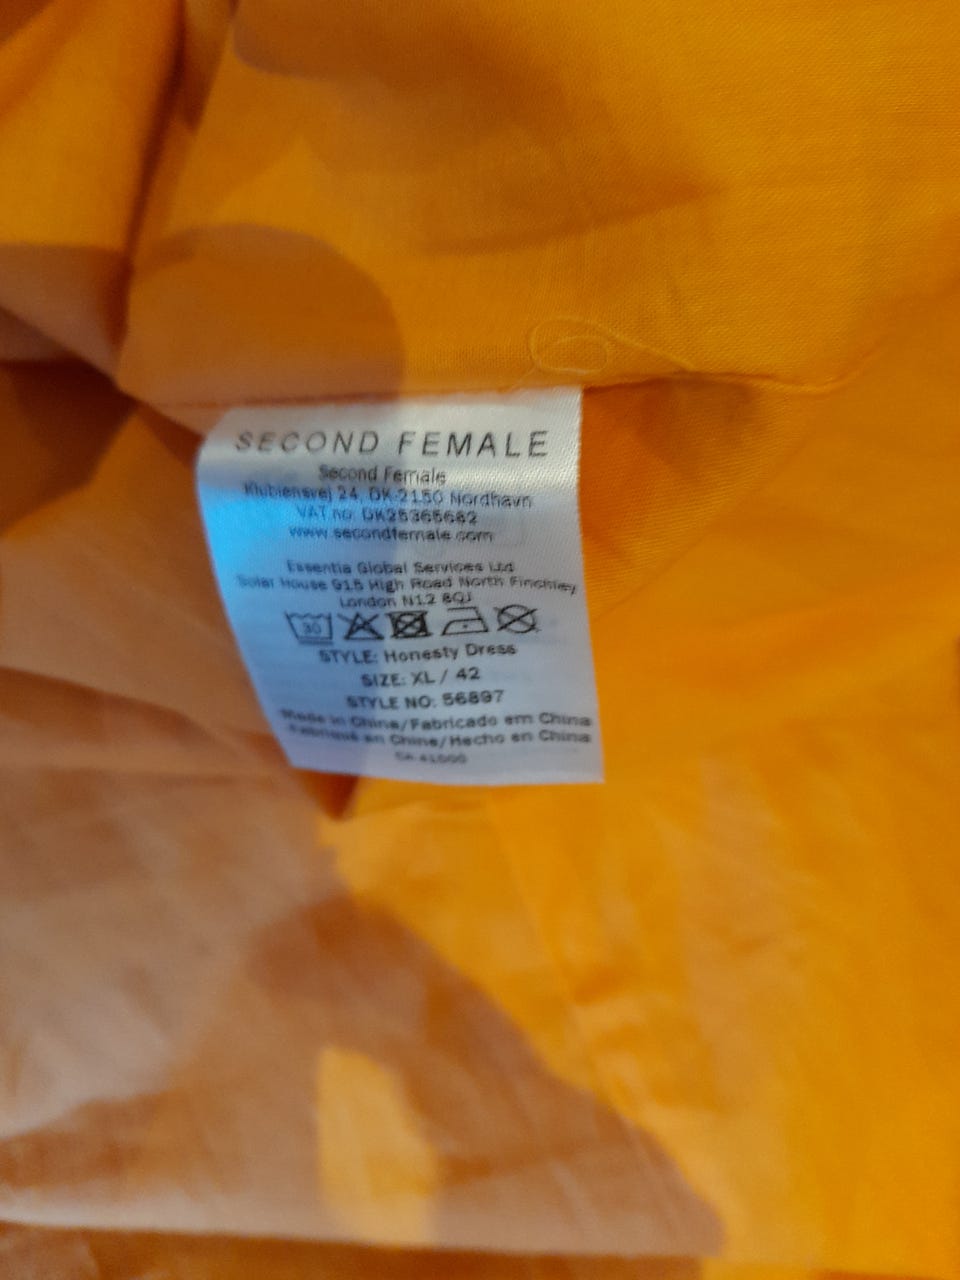 SECOND FEMALE
Second Female
Klubiensvej 24, DK-2150 Nordhavn
VAT no: DK25365682
www.secondfemale.com
Essentia Global Services Ltd
Solar House 915 High Road North Finchley
London N12 8QJ
30
STYLE: Honesty Dress
SIZE: XL / 42
STYLE NO: 56897
Made in China/Fabricado em China
Fabriqué en China/Hecho en China